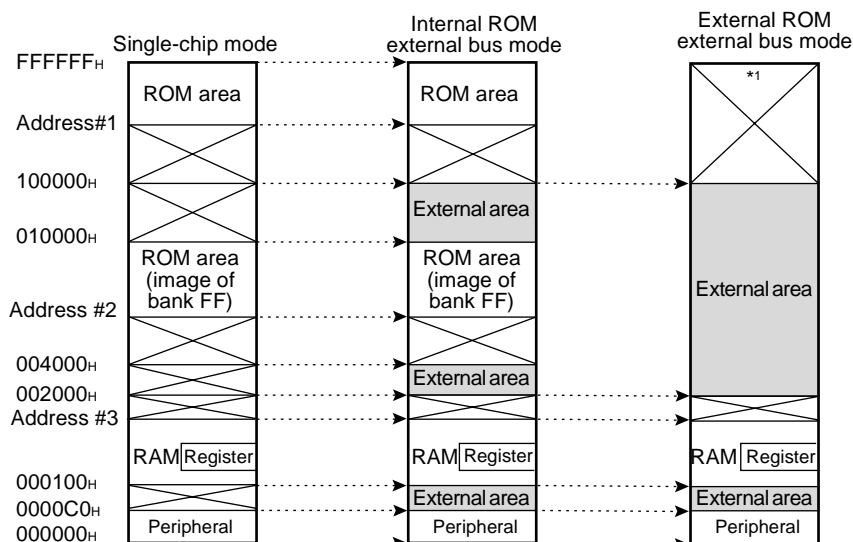 Single-chip mode
Internal ROM
external bus mode
External ROM
external bus mode
FFFFFFH
ROM area
ROM area
*1
Address#1
100000H
External area
010000H
ROM area
(image of
bank FF)
ROM area
(image of
bank FF)
External area
Address #2
004000H
External area
002000H
Address #3
RAM Register
RAM Register
RAM Register
000100H
External area
External area
0000C0H
Peripheral
Peripheral
Peripheral
000000H